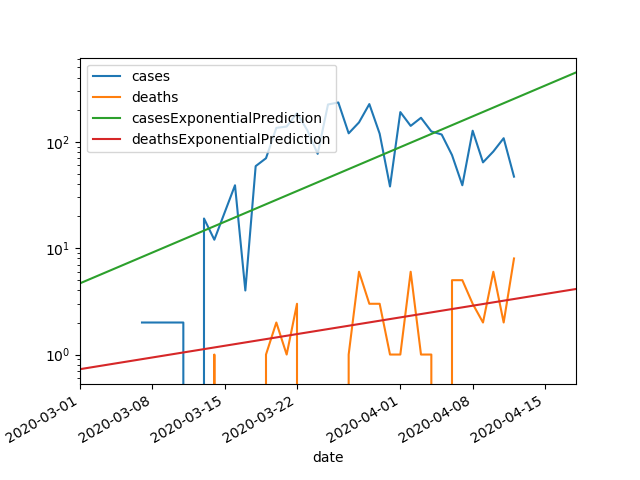 cases
deaths
casesExponentialPrediction
deathsExponentialPrediction
10²
10¹
10⁰
2020-03-01
2020-03-08
2020-03-15
2020-03-22
2020-04-01
2020-04-08
2020-04-15
date